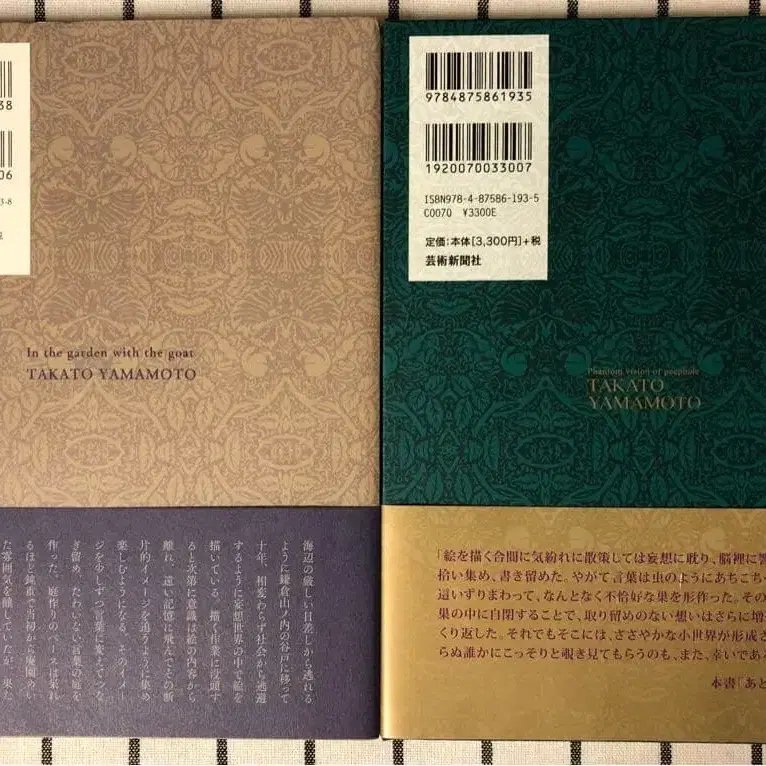 38
06
3-8
In the garden with the goat
TAKATO YAMAMOTO
海辺の厳しい日差しから逃れる
ように鎌倉山ノ内の谷戸に移って
十年、相変わらず社会から逃避
するように妄想世界の中で絵を
描いている。描く作業に没頭す
ると次第に意識は絵の内容から
離れ、遠い記憶に飛んでその断
片的イメージを追うように集め
楽しむようになる。そのイメー
ジを少しずつ言葉に変えてつな
ぎ留め、たわいない言葉の庭を
作った。庭作りのペースは呆れ
るほど鈍重で当初から廃園の
た雰囲気を醸していたが、果た
9784875861935
1920070033007
ISBN978-4-87586-193-5
C0070 ¥3300E
定価:本体[3,300円]+税
芸術新聞社
Phantom vision of peephole
TAKATO
YAMAMOTO
「絵を描く合間に気紛れに散策しては妄想に耽り、脳裡に響
拾い集め、書き留めた。やがて言葉は虫のようにあちこち
這いずりまわって、なんとなく不恰好な巣を形作った。
巣の中に自閉することで、取り留めのない想いはさらに増
くり返した。それでもそこには、ささやかな小世界が形成さ
らぬ誰かにこっそりと覗き見てもらうのも、また、幸いである
本書「あと